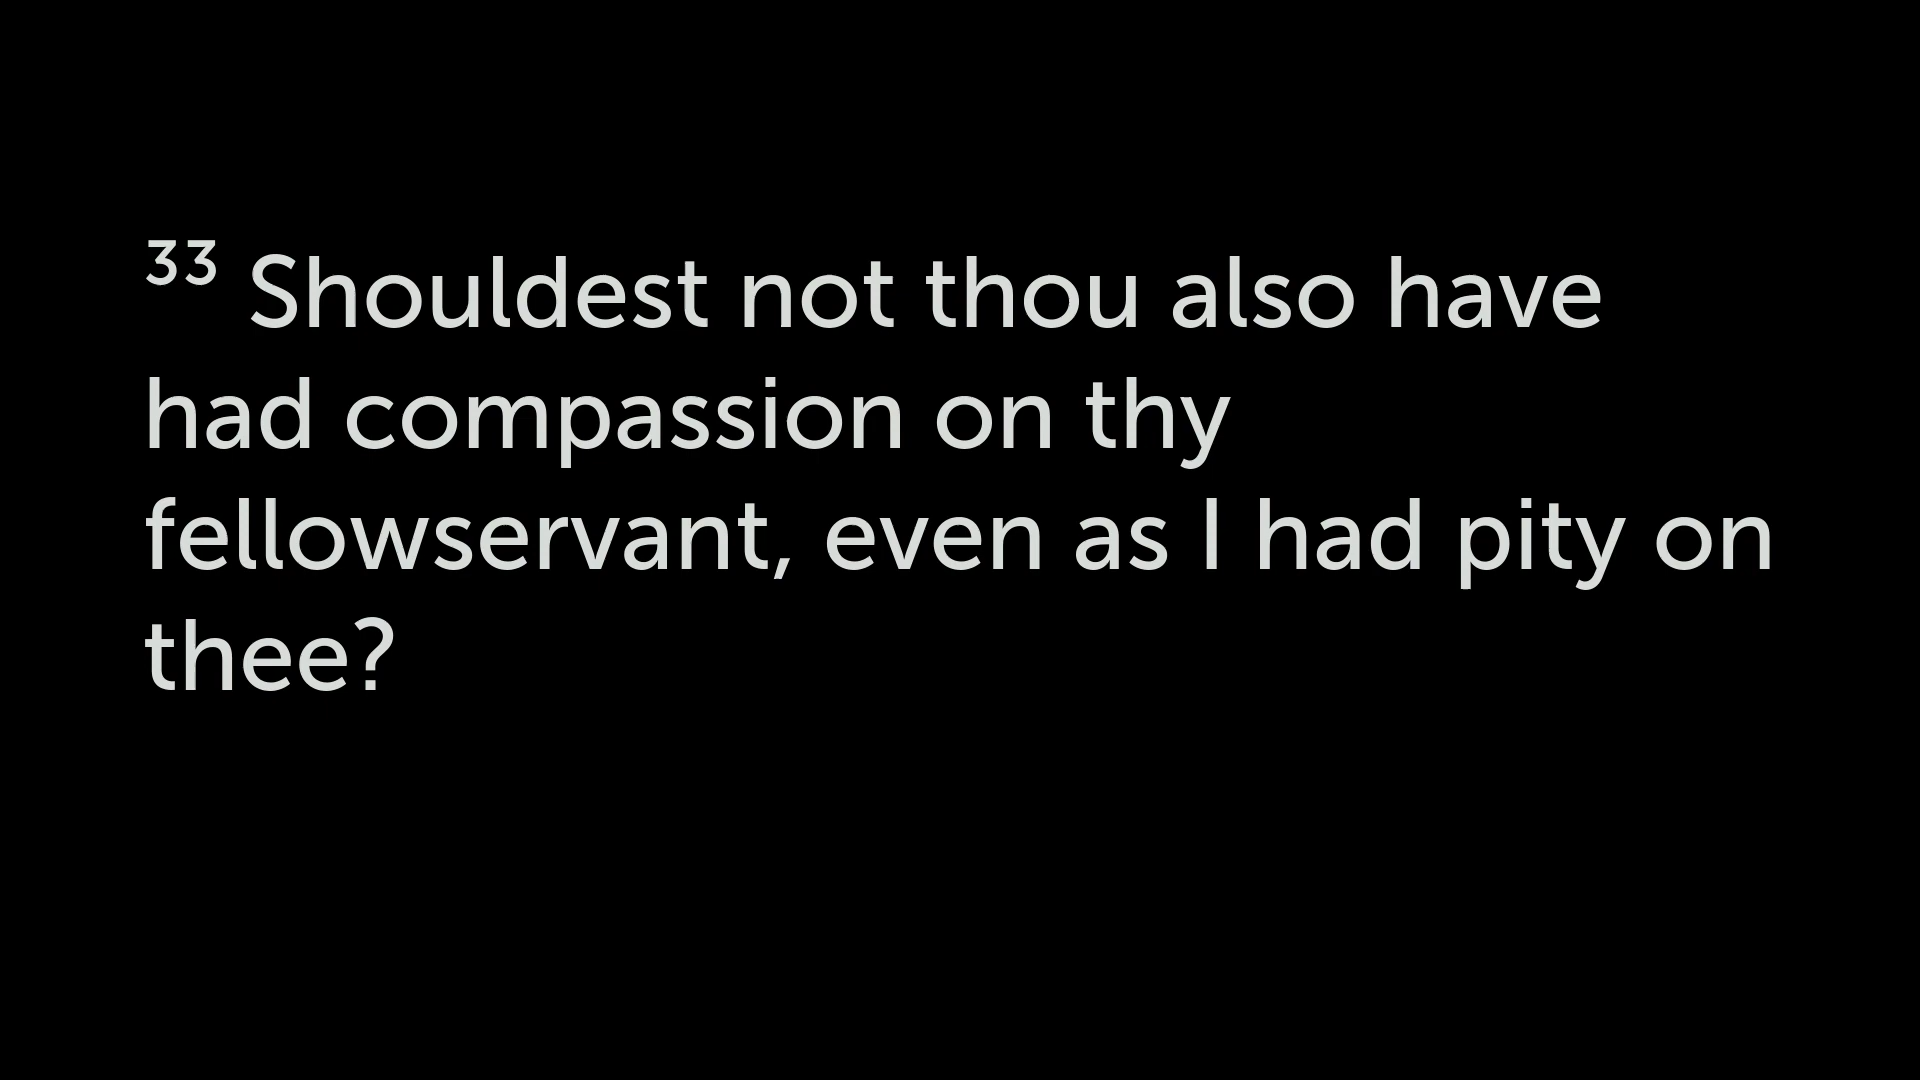 ³³ Shouldest not thou also have
had compassion on thy
fellowservant, even as I had pity on
thee?